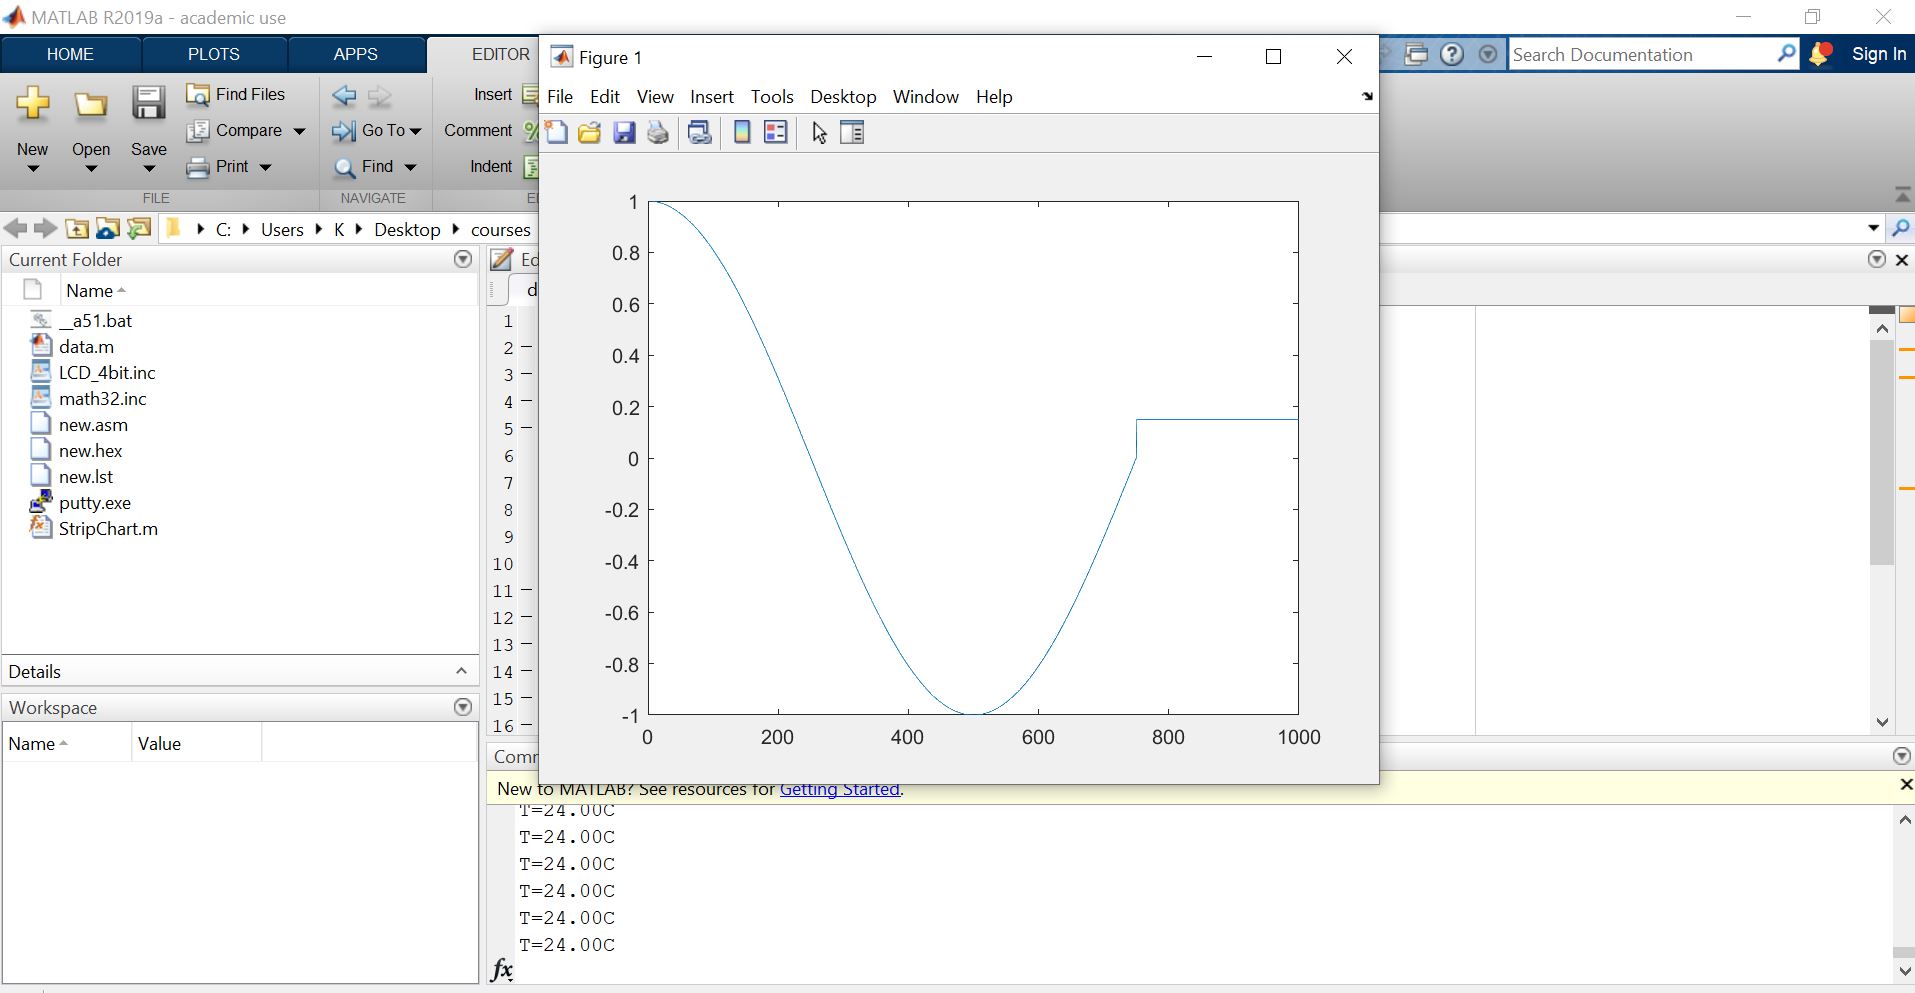 MATLAB R2019a - academic use
HOME PLOTS APPS EDITOR
Search Documentation
Sign In
New
Open
Save
Find Files
Compare
Print
FILE
Go To
Find
NAVIGATE
Insert
Comment
Indent
C: Users K Desktop courses
Current Folder
Name
__a51.bat
data.m
LCD_4bit.inc
math32.inc
new.asm
new.hex
new.lst
putty.exe
StripChart.m
Details
Workspace
Name Value
1
2
3
4
5
6
7
8
9
10
11
12
13
14
15
16
Figure 1
File Edit View Insert Tools Desktop Window Help
1
0.8
0.6
0.4
0.2
0
-0.2
-0.4
-0.6
-0.8
-1
0 200 400 600 800 1000
New to MATLAB? See resources for Getting Started.
T=24.00C
T=24.00C
T=24.00C
T=24.00C
T=24.00C
T=24.00C
fx